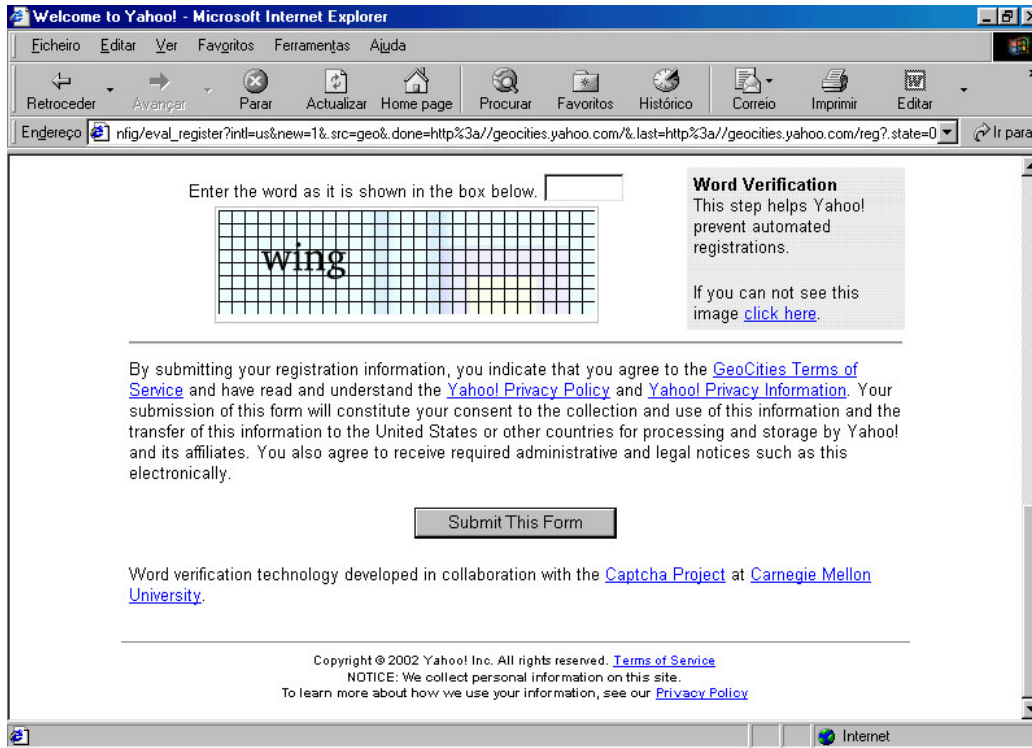 Welcome to Yahoo! - Microsoft Internet Explorer
Ficheiro Editar Ver Favoritos Ferramentas Ajuda
Retroceder Avançar Parar Actualizar Home page Procurar Favoritos Histórico Correio Imprimir Editar
Endereço nfig/eval_register?intl=us&new=1&.src=geo&.done=http%3a//geocities.yahoo.com/&.last=http%3a//geocities.yahoo.com/reg?.state=0 Ir para
Enter the word as it is shown in the box below.
wing
Word Verification
This step helps Yahoo!
prevent automated
registrations.
If you can not see this
image click here.
By submitting your registration information, you indicate that you agree to the GeoCities Terms of
Service and have read and understand the Yahoo! Privacy Policy and Yahoo! Privacy Information. Your
submission of this form will constitute your consent to the collection and use of this information and the
transfer of this information to the United States or other countries for processing and storage by Yahoo!
and its affiliates. You also agree to receive required administrative and legal notices such as this
electronically.
Submit This Form
Word verification technology developed in collaboration with the Captcha Project at Carnegie Mellon
University.
Copyright © 2002 Yahoo! Inc. All rights reserved. Terms of Service
NOTICE: We collect personal information on this site.
To learn more about how we use your information, see our Privacy Policy
Internet